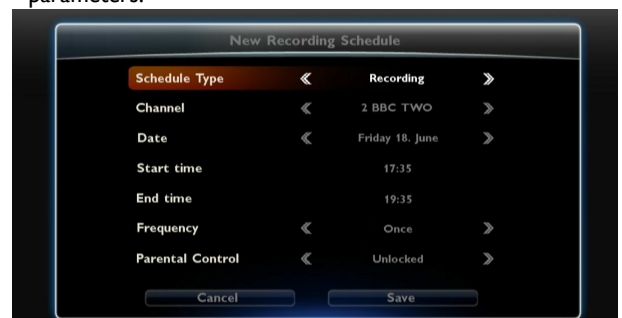 parameters.
New Recording Schedule
Schedule Type « Recording »
Channel « 2 BBC TWO »
Date « Friday 18. June »
Start time 17:35
End time 19:35
Frequency « Once »
Parental Control « Unlocked »
Cancel Save